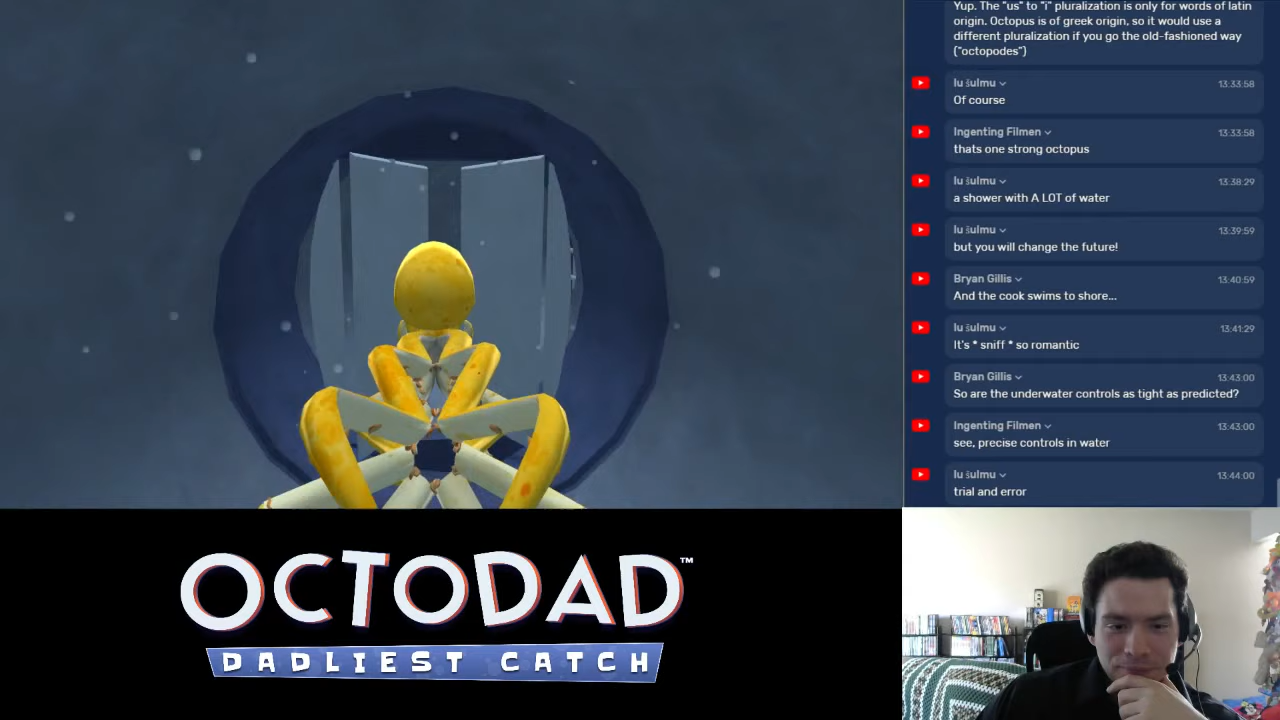 Yup. The "us" to "i" pluralization is only for words of latin
origin. Octopus is of greek origin, so it would use a
different pluralization if you go the old-fashioned way
("octopodes")
lu šulmu 13:33:58
Of course
Ingenting Filmen 13:33:58
thats one strong octopus
lu šulmu 13:38:29
a shower with A LOT of water
lu šulmu 13:39:59
but you will change the future!
Bryan Gillis 13:40:59
And the cook swims to shore...
lu šulmu 13:41:29
It's * sniff * so romantic
Bryan Gillis 13:43:00
So are the underwater controls as tight as predicted?
Ingenting Filmen 13:43:00
see, precise controls in water
lu šulmu 13:44:00
trial and error
OCTODAD™
DADLIEST CATCH